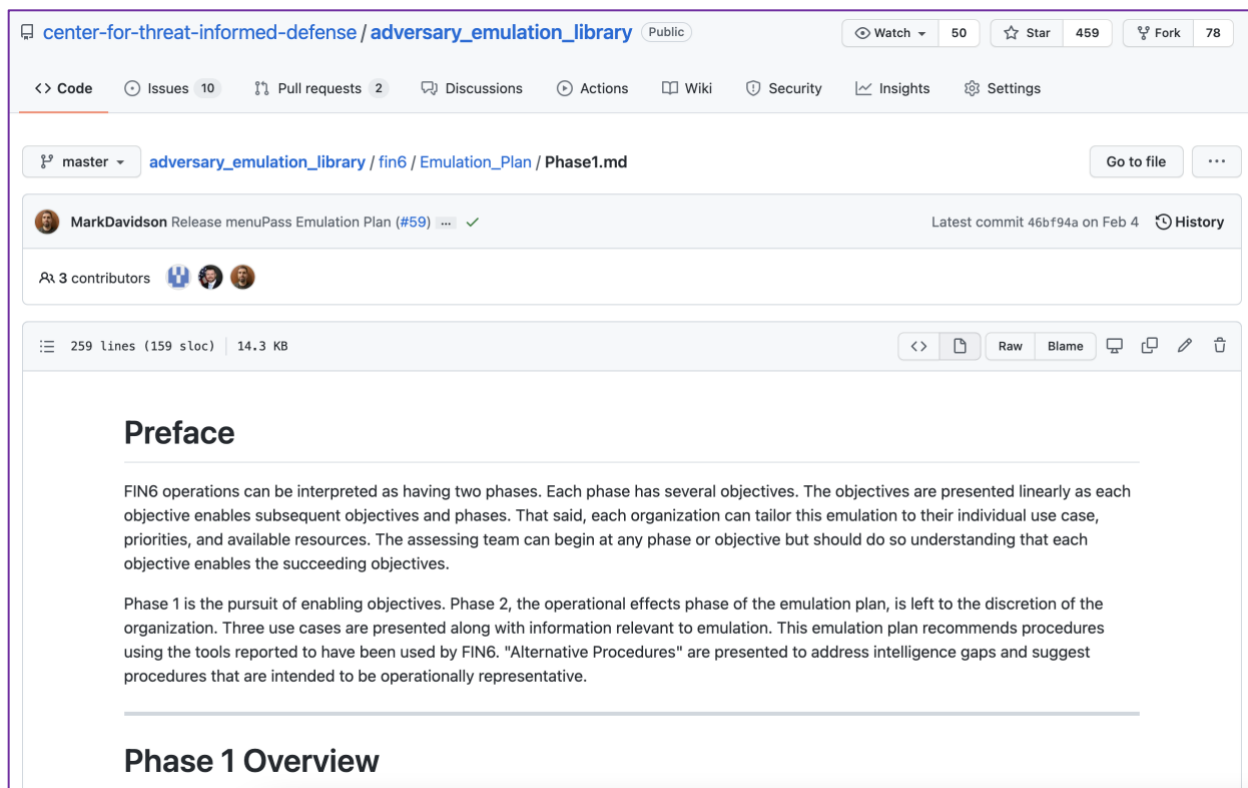 center-for-threat-informed-defense / adversary_emulation_library Public
Watch 50 Star 459 Fork 78
<> Code Issues 10 Pull requests 2 Discussions Actions Wiki Security Insights Settings
master adversary_emulation_library / fin6 / Emulation_Plan / Phase1.md Go to file ...
MarkDavidson Release menuPass Emulation Plan (#59) ... Latest commit 46bf94a on Feb 4 History
3 contributors
259 lines (159 sloc) 14.3 KB <> Raw Blame
Preface
FIN6 operations can be interpreted as having two phases. Each phase has several objectives. The objectives are presented linearly as each
objective enables subsequent objectives and phases. That said, each organization can tailor this emulation to their individual use case,
priorities, and available resources. The assessing team can begin at any phase or objective but should do so understanding that each
objective enables the succeeding objectives.
Phase 1 is the pursuit of enabling objectives. Phase 2, the operational effects phase of the emulation plan, is left to the discretion of the
organization. Three use cases are presented along with information relevant to emulation. This emulation plan recommends procedures
using the tools reported to have been used by FIN6. "Alternative Procedures" are presented to address intelligence gaps and suggest
procedures that are intended to be operationally representative.
Phase 1 Overview